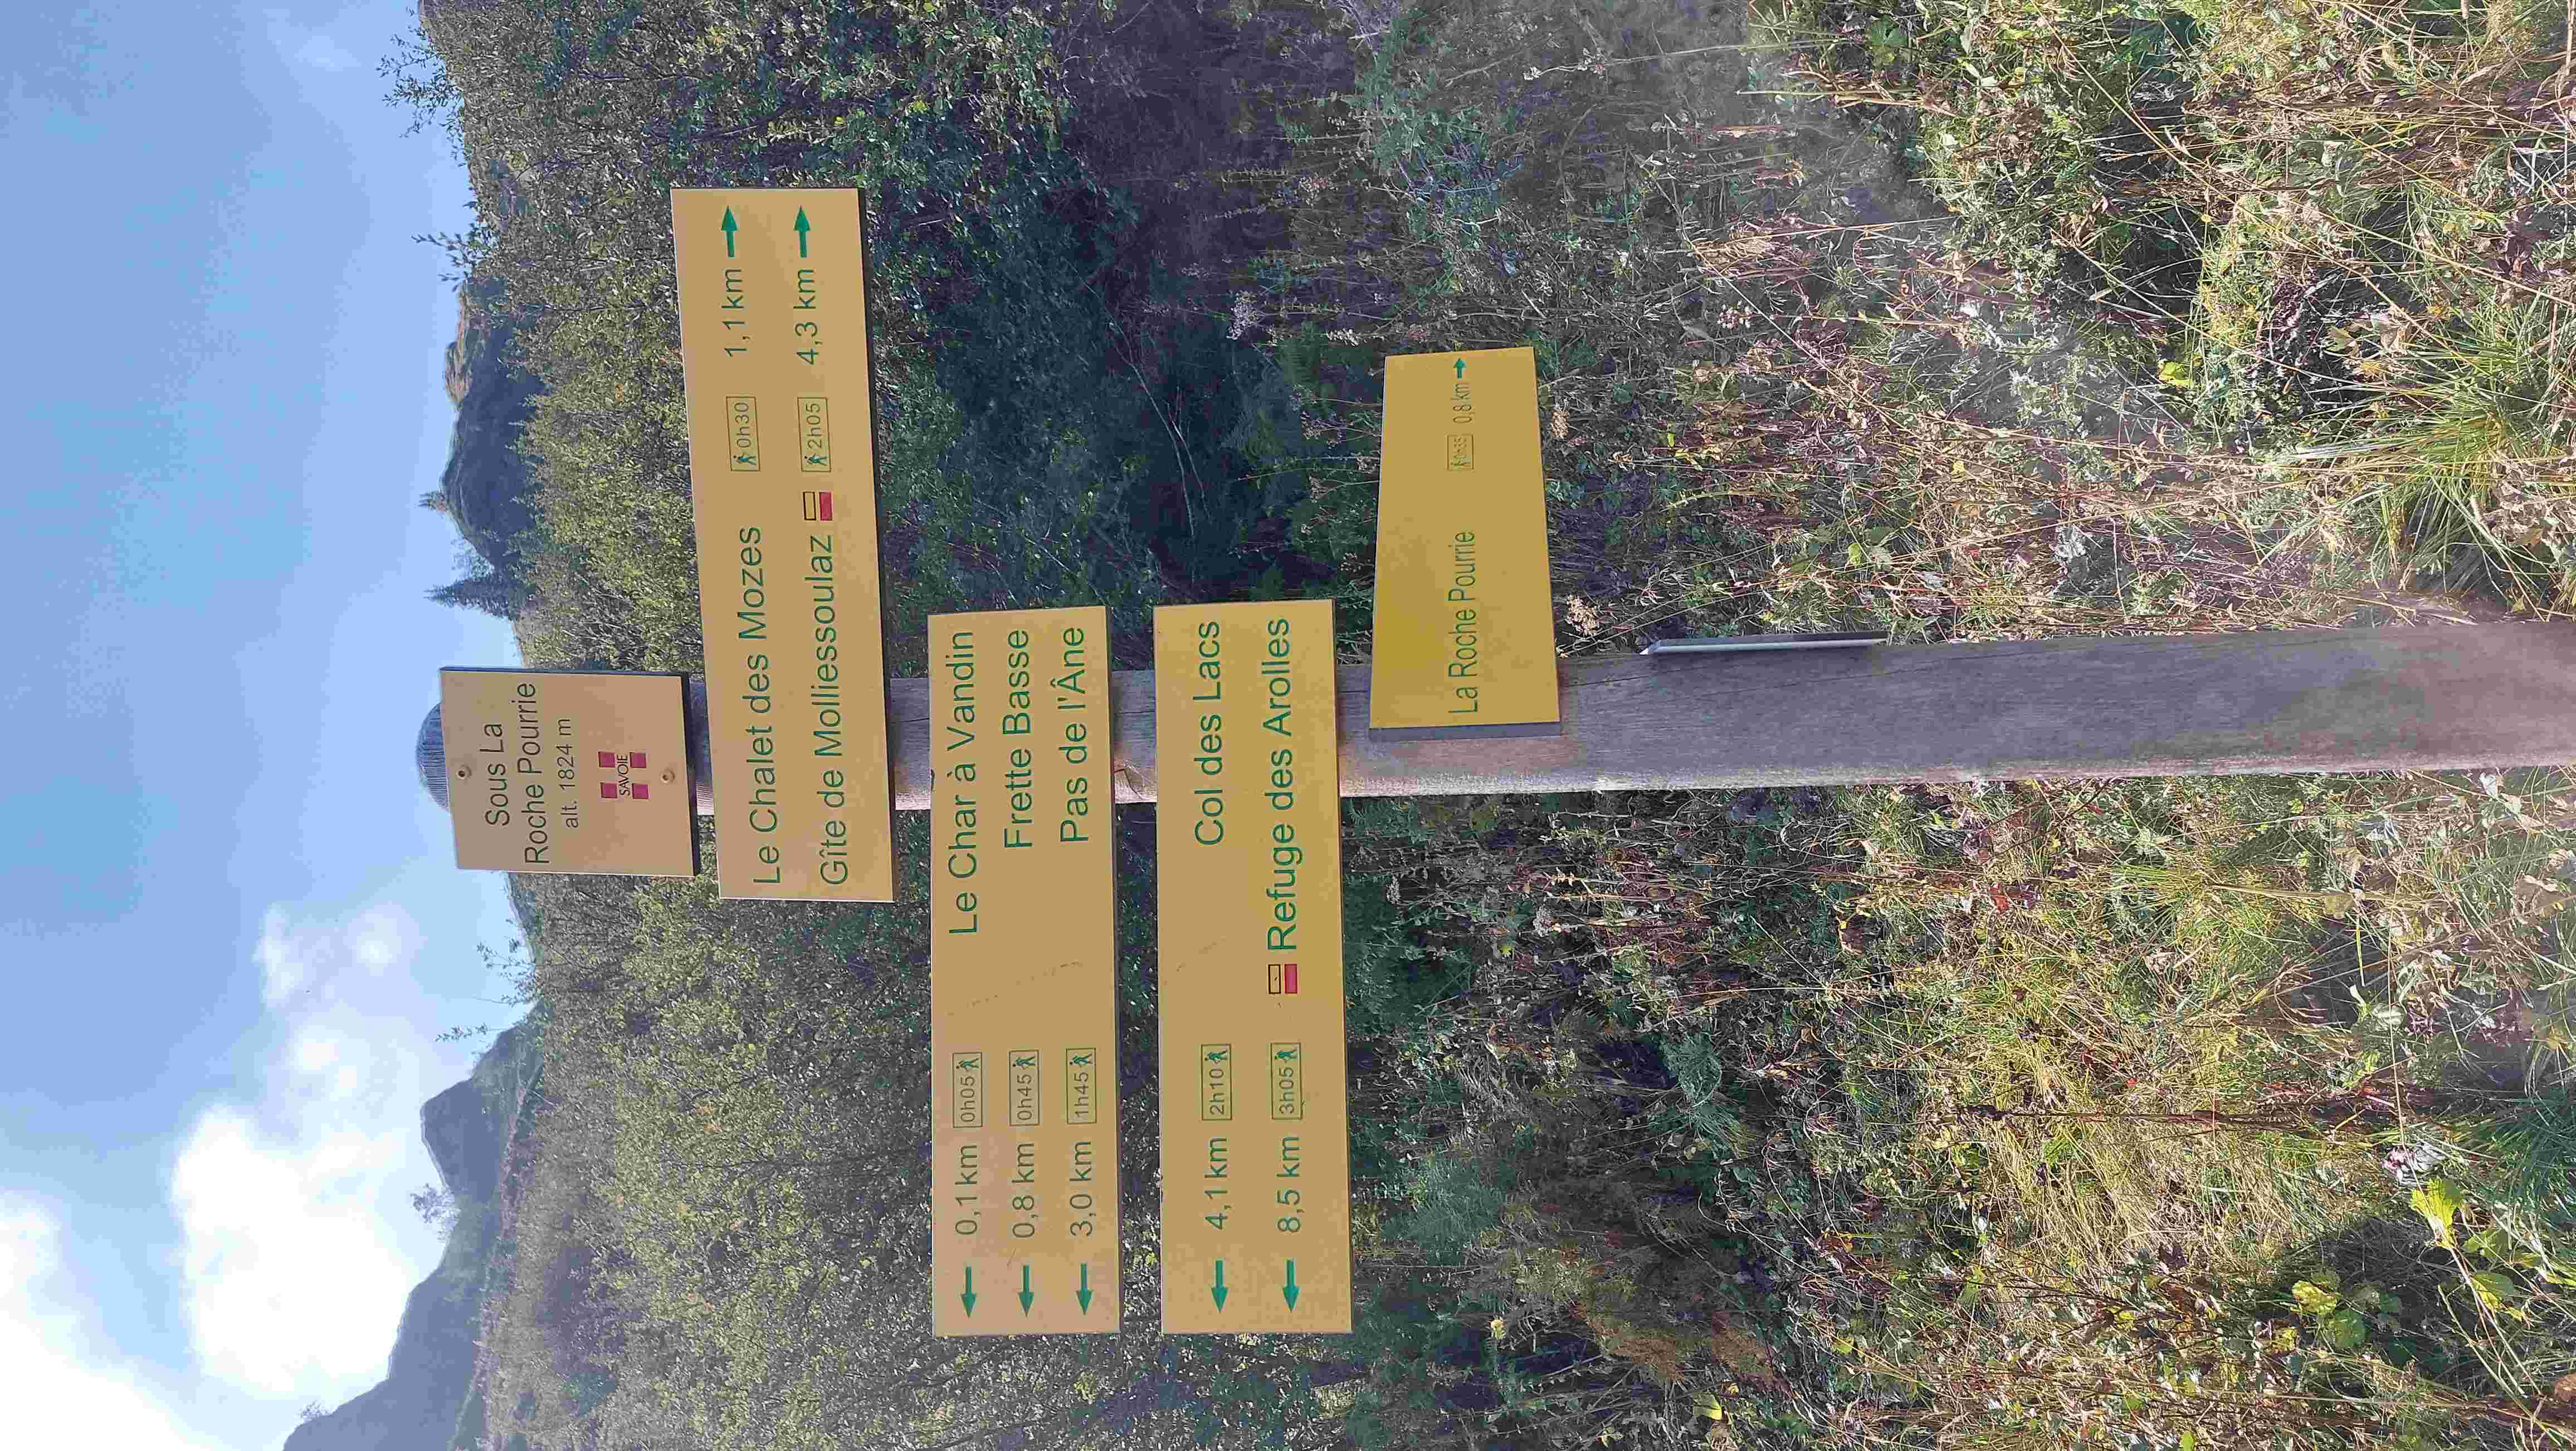 Sous La
Roche Pourrie
alt. 1824 m
SAVOIE
Le Chalet des Mozes 0h30 1,1 km
Gîte de Molliessoulaz 2h05 4,3 km
0,1 km 0h05 Le Char à Vandin
0,8 km 0h45 Frette Basse
3,0 km 1h45 Pas de l'Âne
4,1 km 2h10 Col des Lacs
8,5 km 3h05 Refuge des Arolles
La Roche Pourrie 0h35 0,8 km